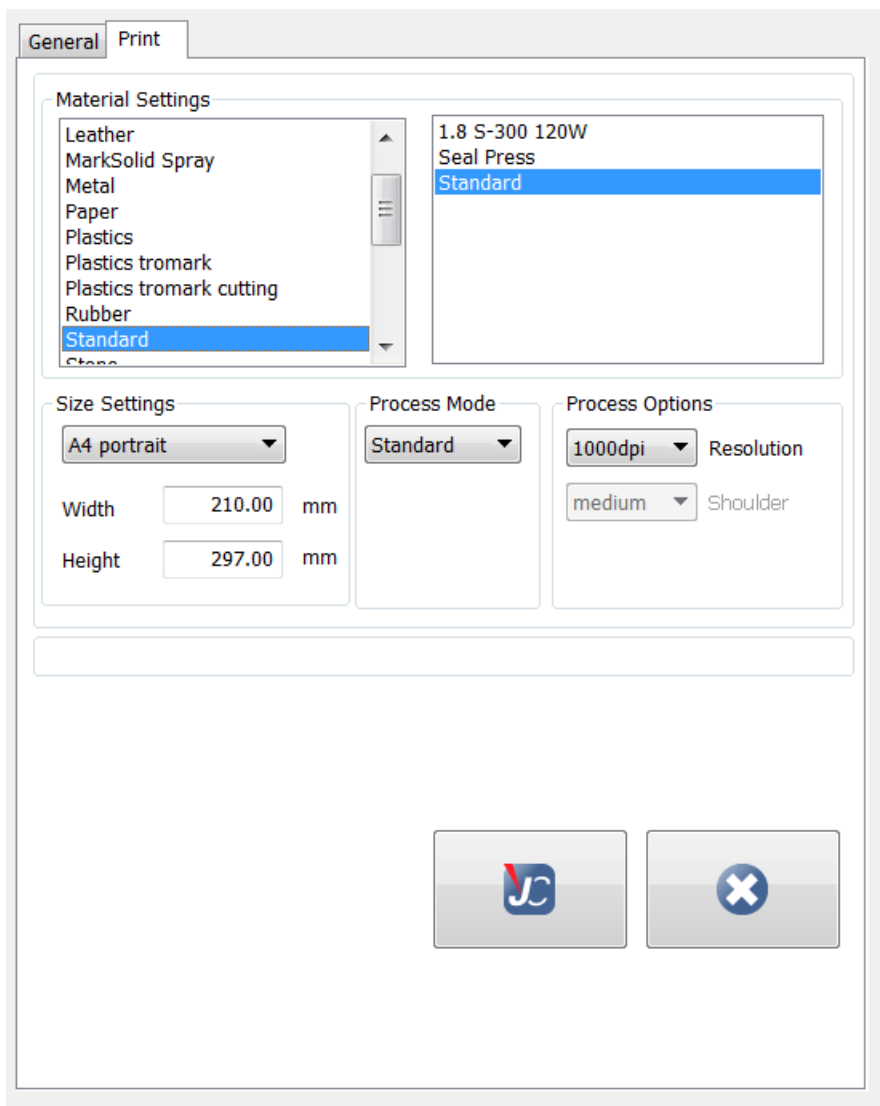 General Print
Material Settings
Leather
MarkSolid Spray
Metal
Paper
Plastics
Plastics tromark
Plastics tromark cutting
Rubber
Standard
1.8 S-300 120W
Seal Press
Standard
Size Settings
A4 portrait
Width 210.00 mm
Height 297.00 mm
Process Mode
Standard
Process Options
1000dpi Resolution
medium Shoulder
JC